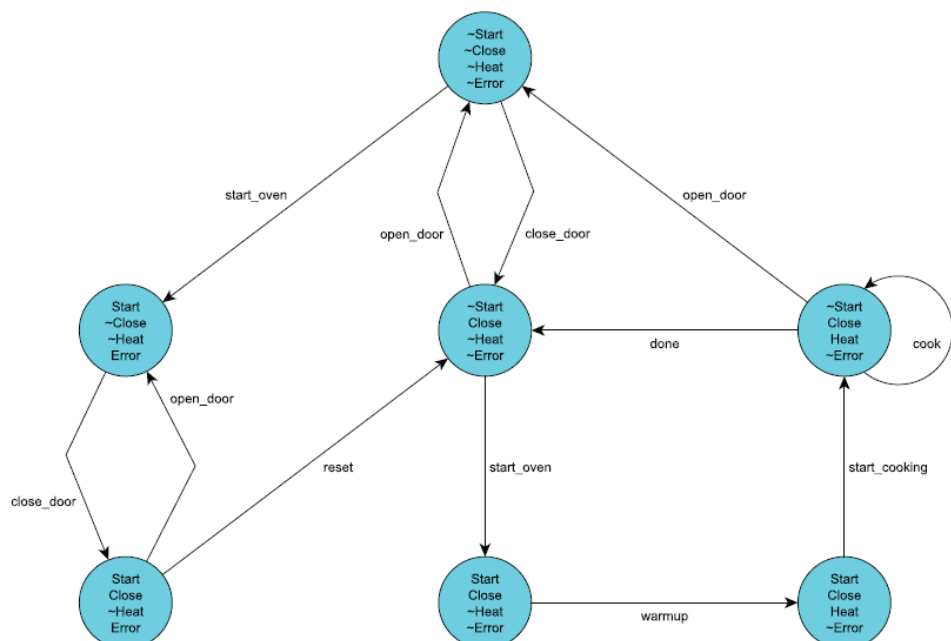 ~Start
~Close
~Heat
~Error
start_oven
open_door
open_door
close_door
Start
~Close
~Heat
Error
~Start
Close
~Heat
~Error
~Start
Close
Heat
~Error
done
cook
open_door
reset
start_oven
start_cooking
close_door
Start
Close
~Heat
Error
Start
Close
~Heat
~Error
warmup
Start
Close
Heat
~Error